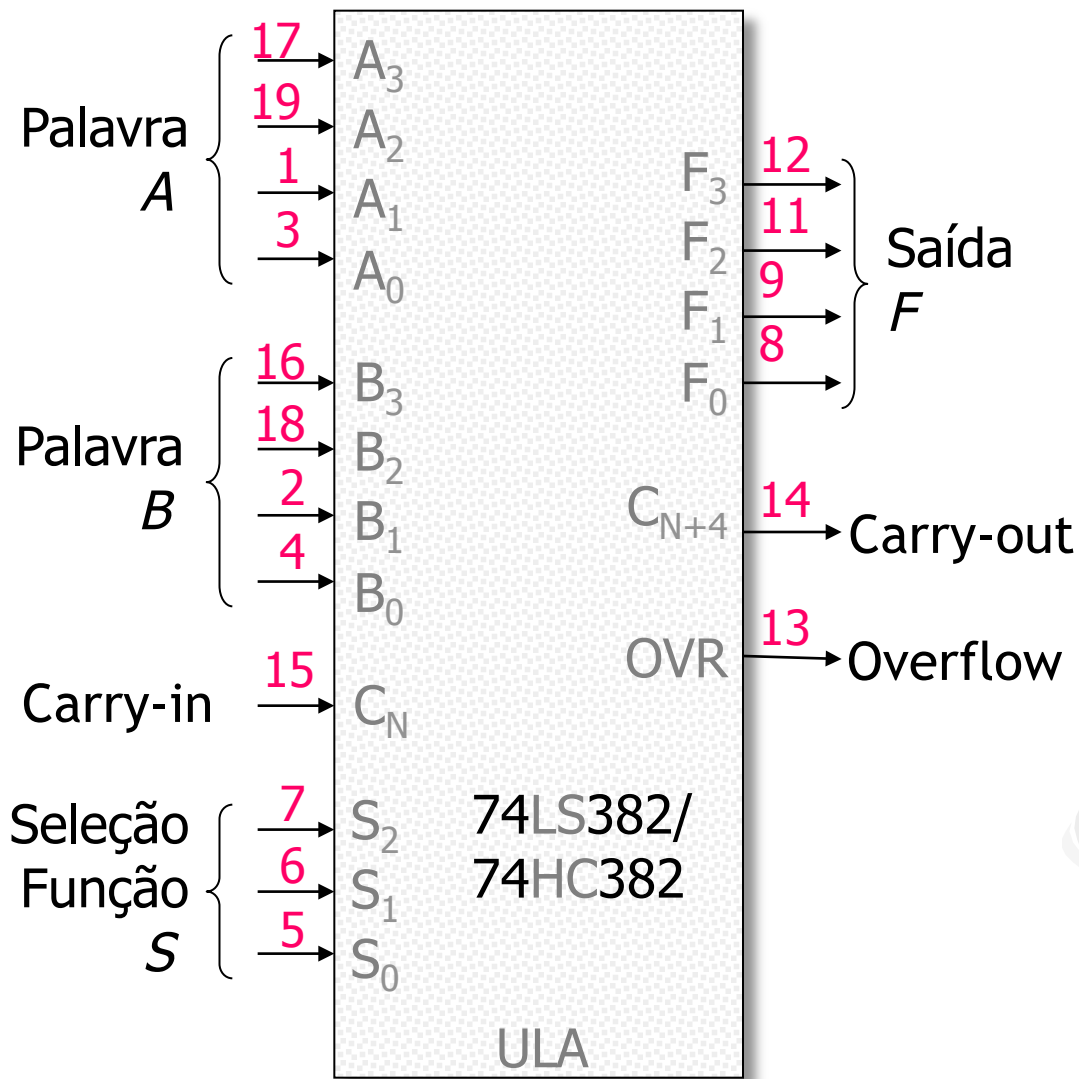 17 A3
19 A2
Palavra A
1 A1
3 A0
12 F3
11 F2
9 F1
8 F0
Saída F
16 B3
18 B2
Palavra B
2 B1
4 B0
CN+4 14 Carry-out
OVR 13 Overflow
Carry-in 15 CN
Seleção Função S
7 S2
6 S1
5 S0
74LS382/
74HC382
ULA